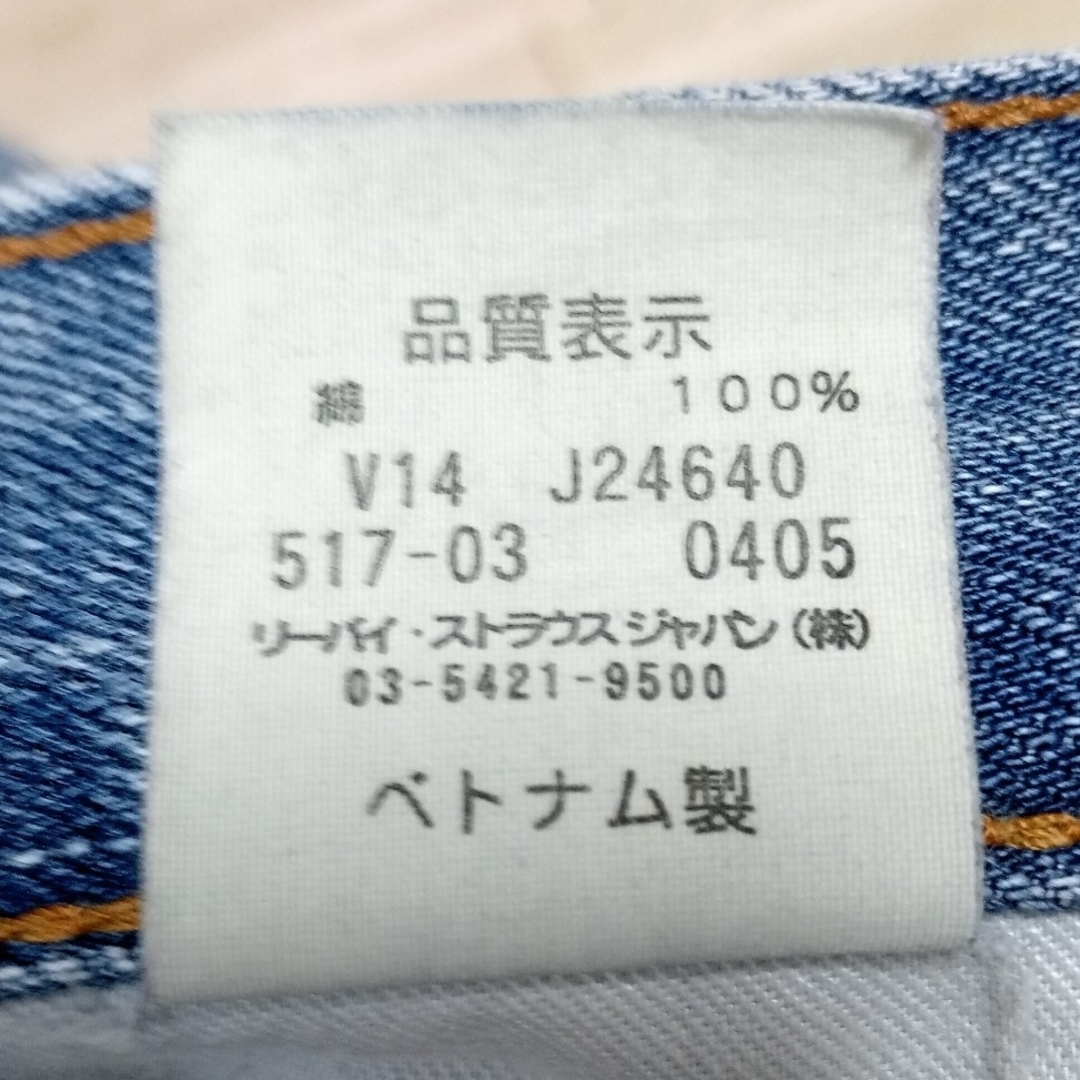 品質表示
綿 100%
V14 J24640
517-03 0405
リーバイ・ストラウスジャパン(株)
03-5421-9500
ベトナム製